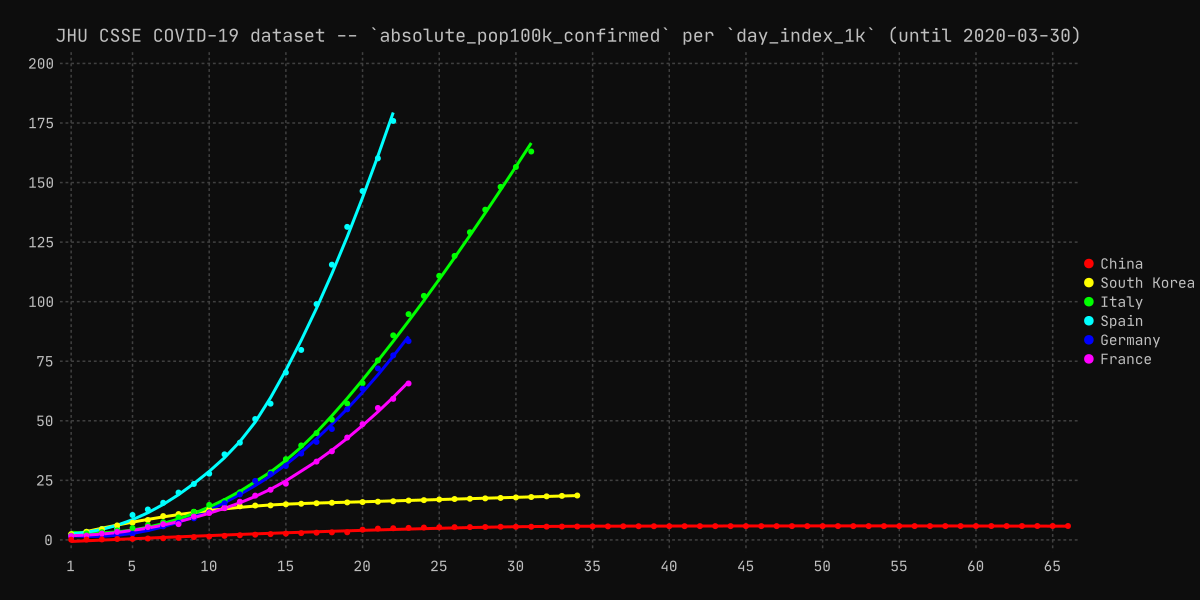 JHU CSSE COVID-19 dataset -- `absolute_pop100k_confirmed` per `day_index_1k` (until 2020-03-30)
200
175
150
125
100
75
50
25
0
1 5 10 15 20 25 30 35 40 45 50 55 60 65
China
South Korea
Italy
Spain
Germany
France